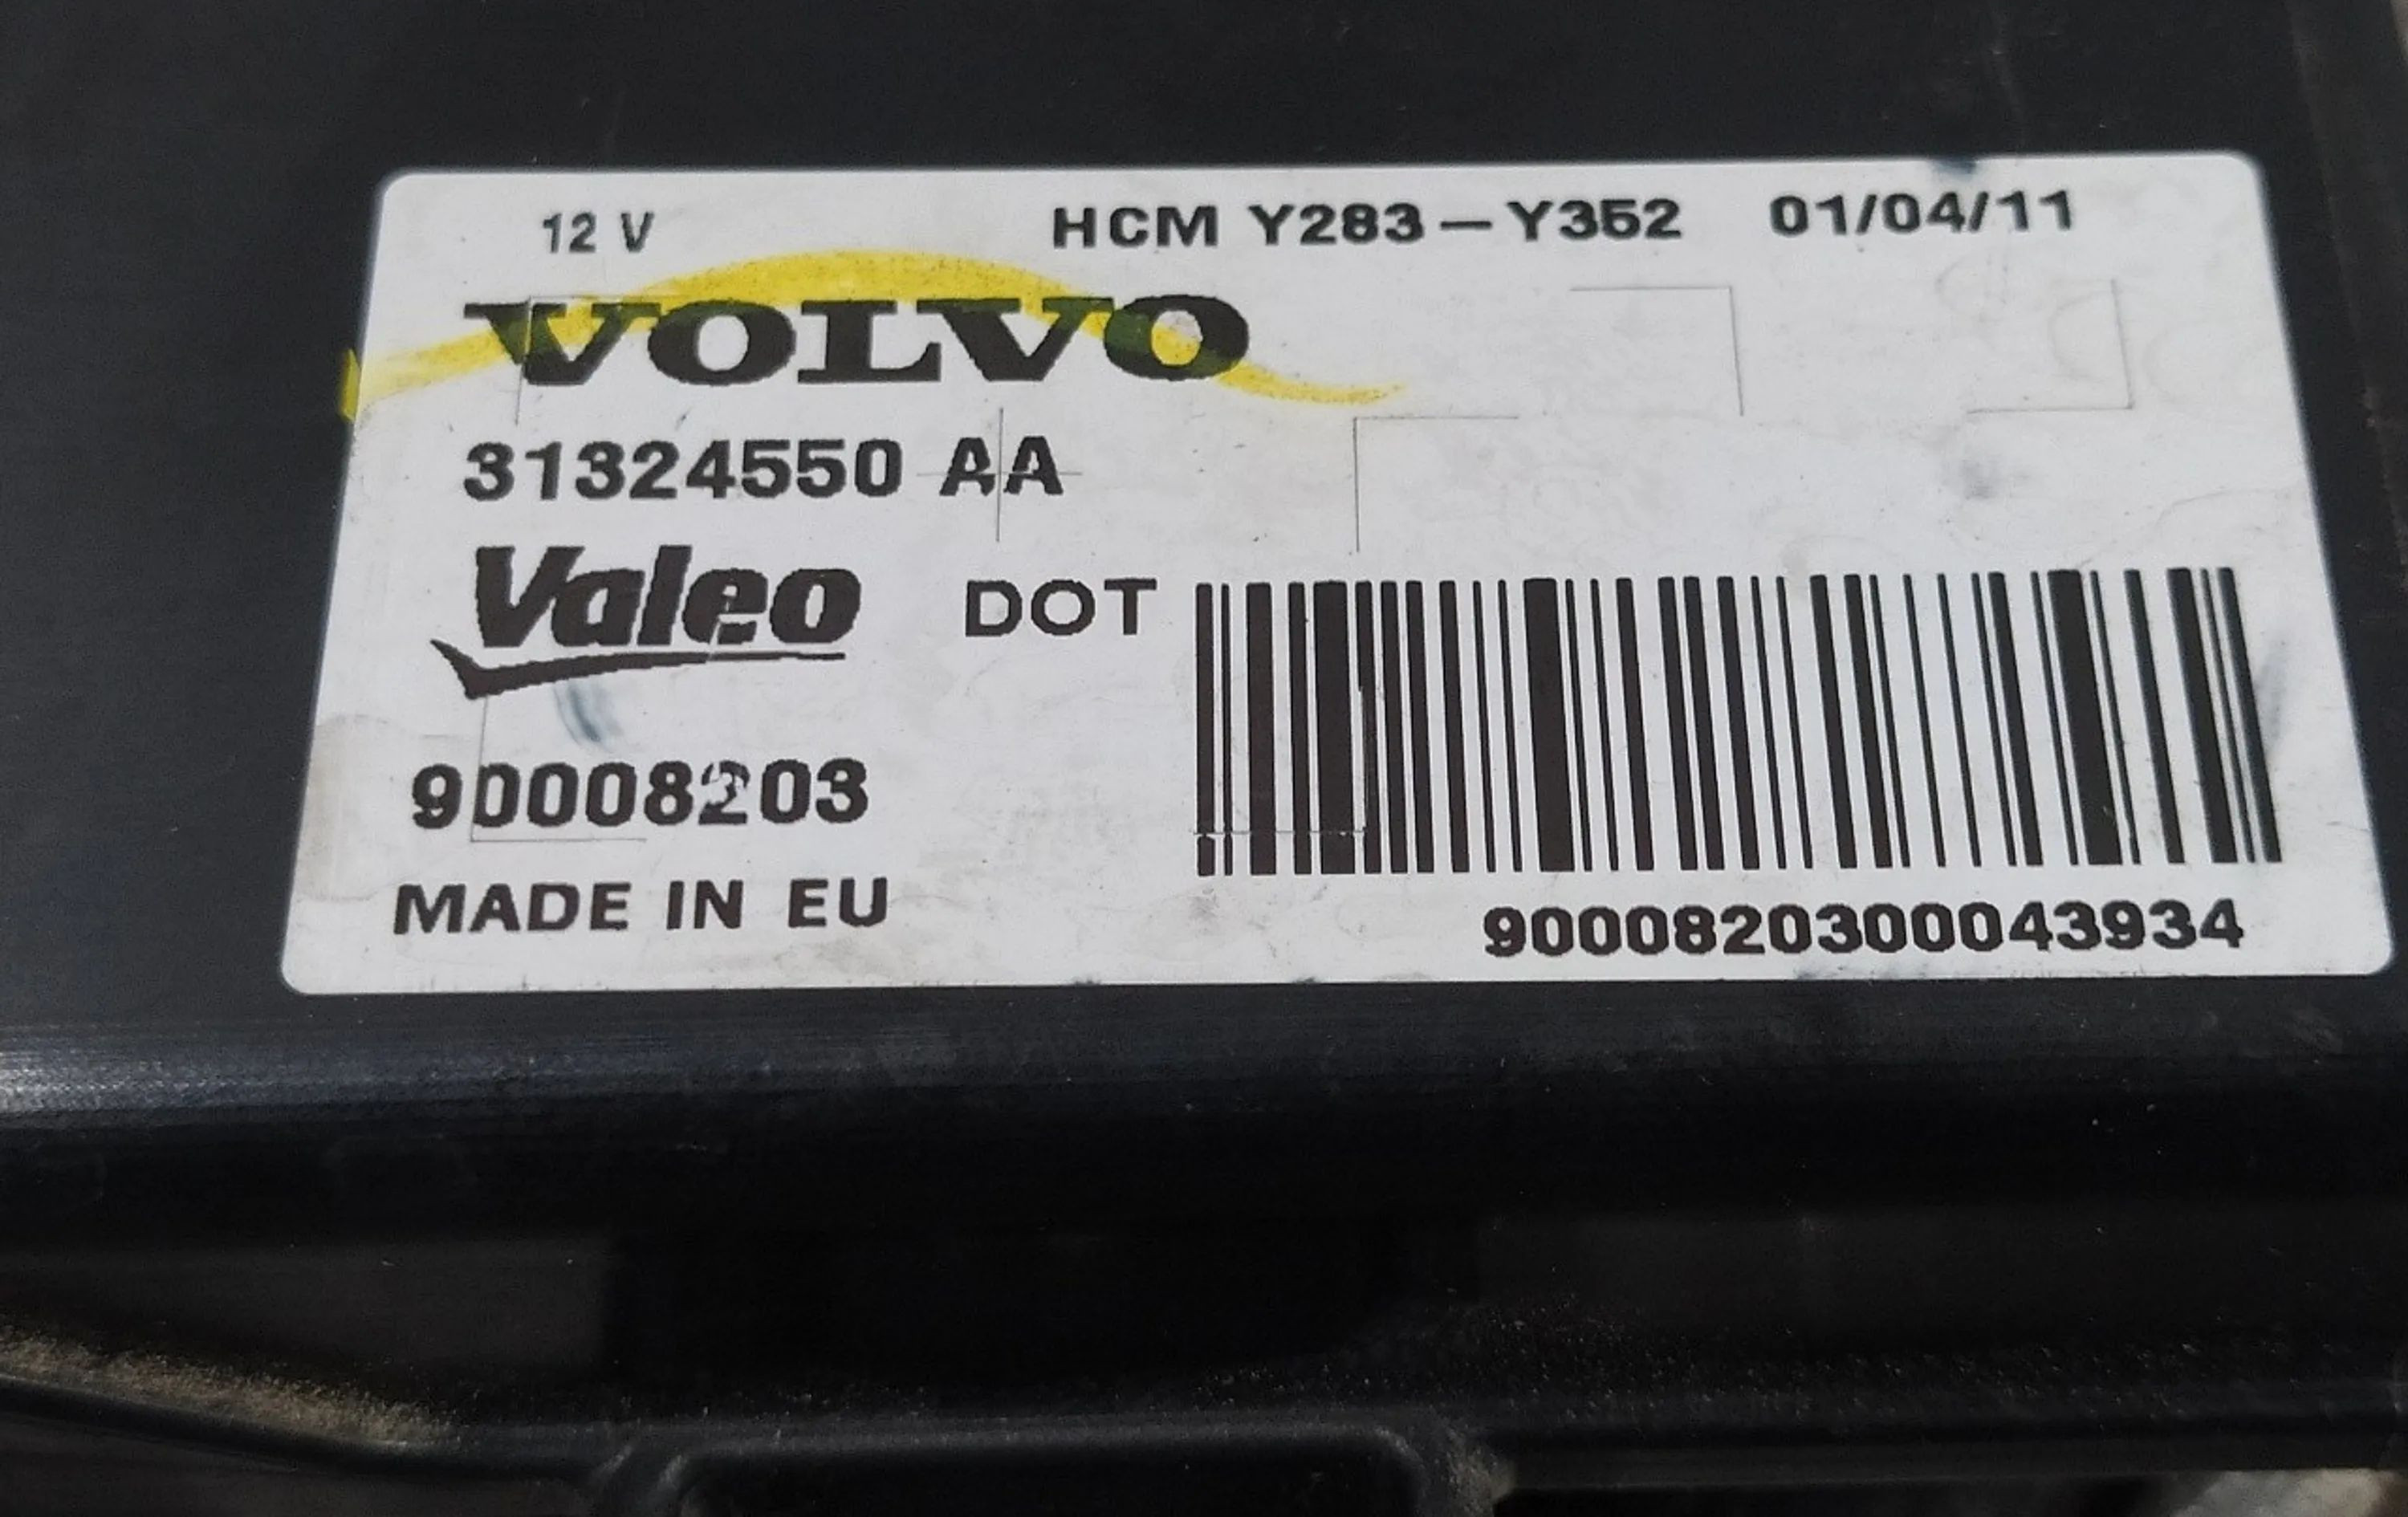 12 V HCM Y283-Y352 01/04/11
VOLVO
31324550 AA
Valeo DOT
90008203
MADE IN EU
9000820300043934